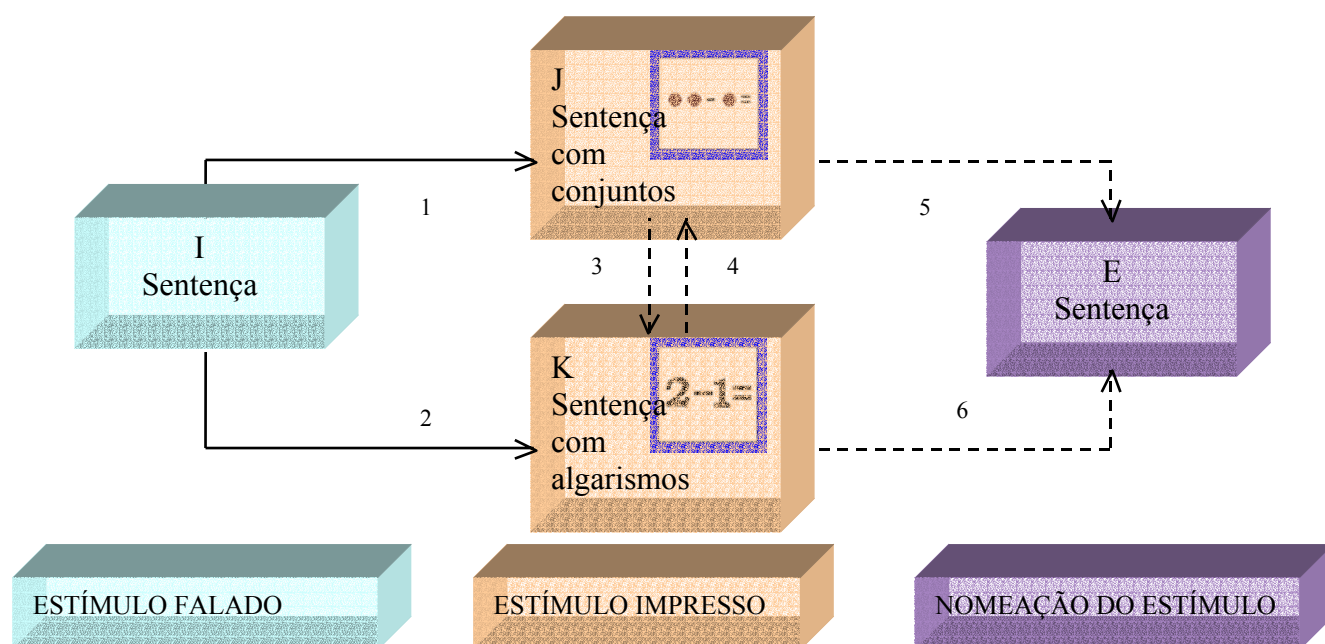 J
Sentença
com
conjuntos
●● - ●=
1
5
I
Sentença
3
4
E
Sentença
K
Sentença
com
algarismos
2-1=
2
6
ESTÍMULO FALADO
ESTÍMULO IMPRESSO
NOMEAÇÃO DO ESTÍMULO